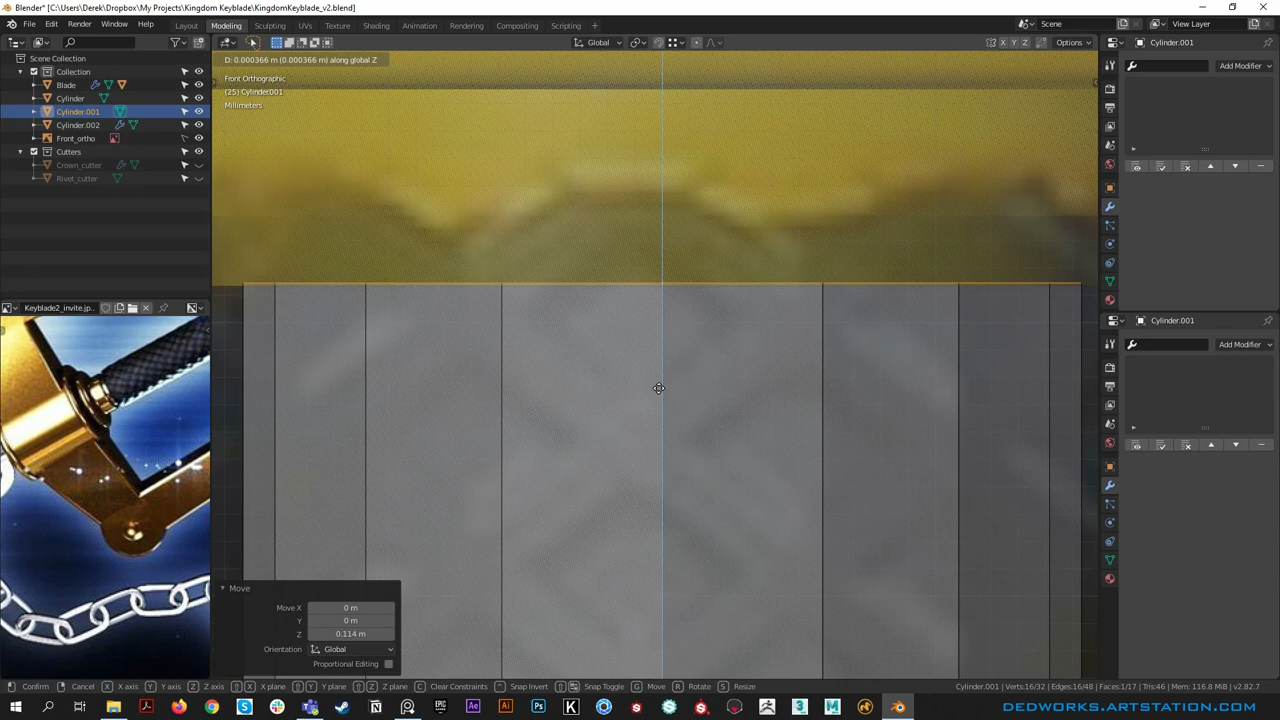 Blender* [C:\Users\Derek\Dropbox\My Projects\Kingdom Keyblade\KingdomKeyblade_v2.blend]
File Edit Render Window Help Layout Modeling Sculpting UVs Texture Shading Animation Rendering Compositing Scripting Scene View Layer
Global Options Cylinder.001
Scene Collection
Collection
Blade
Cylinder
Cylinder.001
Cylinder.002
Front_ortho
Cutters
Crown_cutter
Rivet_cutter
D: 0.000366 m (0.000366 m) along global Z
Front Orthographic
(25) Cylinder.001
Millimeters
Add Modifier
Keyblade2_invite.jp..
Cylinder.001
Add Modifier
Move
Move X 0 m
Y 0 m
Z 0.114 m
Orientation Global
Proportional Editing
Confirm Cancel X X axis Y Y axis Z Z axis X X plane Y Y plane Z Z plane C Clear Constraints Snap Invert Snap Toggle G Move R Rotate S Resize Cylinder.001 | Verts:16/32 | Edges:16/48 | Faces:1/17 | Tris:46 | Mem: 116.8 MiB | v2.82.7
DEDWORKS.ARTSTATION.COM